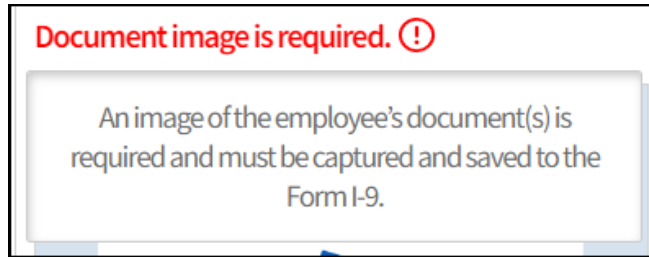 Document image is required. (!)
An image of the employee's document(s) is
required and must be captured and saved to the
Form I-9.